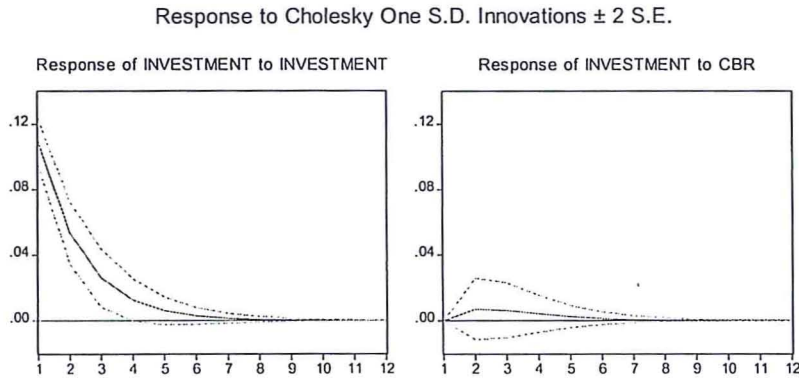 Response to Cholesky One S.D. Innovations ± 2 S.E.
Response of INVESTMENT to INVESTMENT
.12
.08
.04
.00
1 2 3 4 5 6 7 8 9 10 11 12
Response of INVESTMENT to CBR
.12
.08
.04
.00
1 2 3 4 5 6 7 8 9 10 11 12